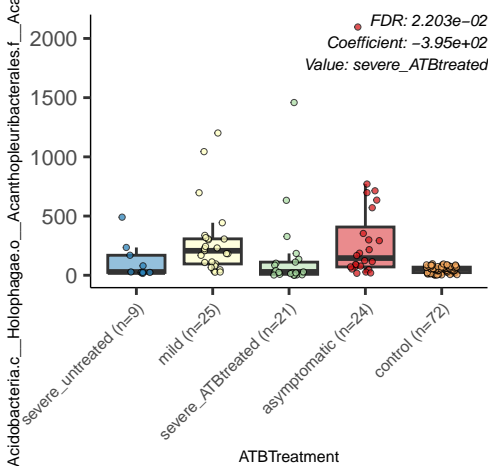 Acidobacteria.c__Holophagae.o__Acanthopleuribacterales.f__Aca
FDR: 2.203e−02
Coefficient: −3.95e+02
Value: severe_ATBtreated
2000
1500
1000
500
0
severe_untreated (n=9)
mild (n=25)
severe_ATBtreated (n=21)
asymptomatic (n=24)
control (n=72)
ATBTreatment